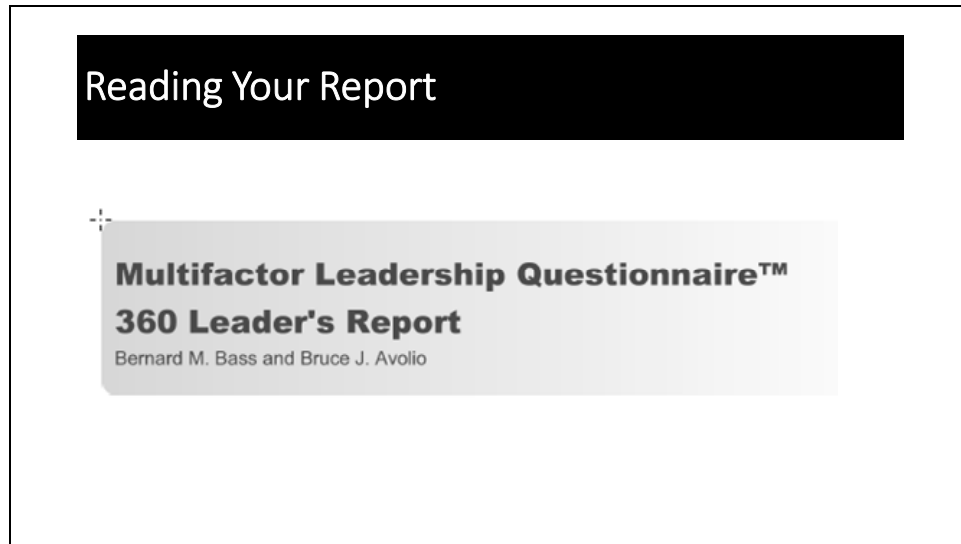 Reading Your Report
Multifactor Leadership Questionnaire™
360 Leader's Report
Bernard M. Bass and Bruce J. Avolio